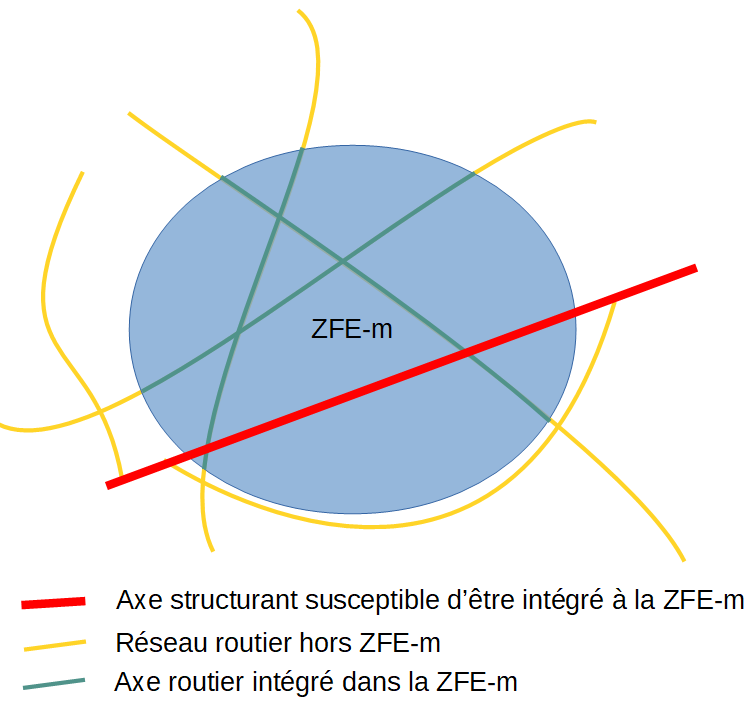 ZFE-m
Axe structurant susceptible d’être intégré à la ZFE-m
Réseau routier hors ZFE-m
Axe routier intégré dans la ZFE-m